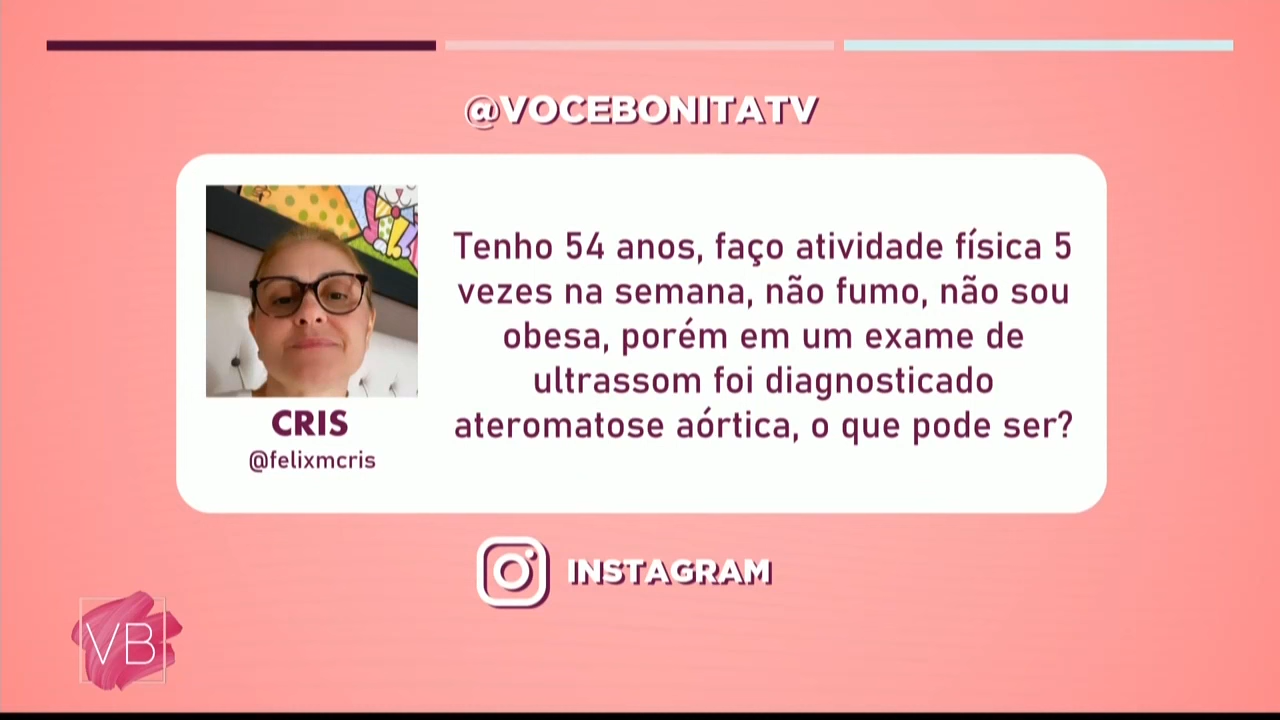 @VOCEBONITATV
Tenho 54 anos, faço atividade física 5
vezes na semana, não fumo, não sou
obesa, porém em um exame de
ultrassom foi diagnosticado
ateromatose aórtica, o que pode ser?
CRIS
@felixmcris
INSTAGRAM
VB